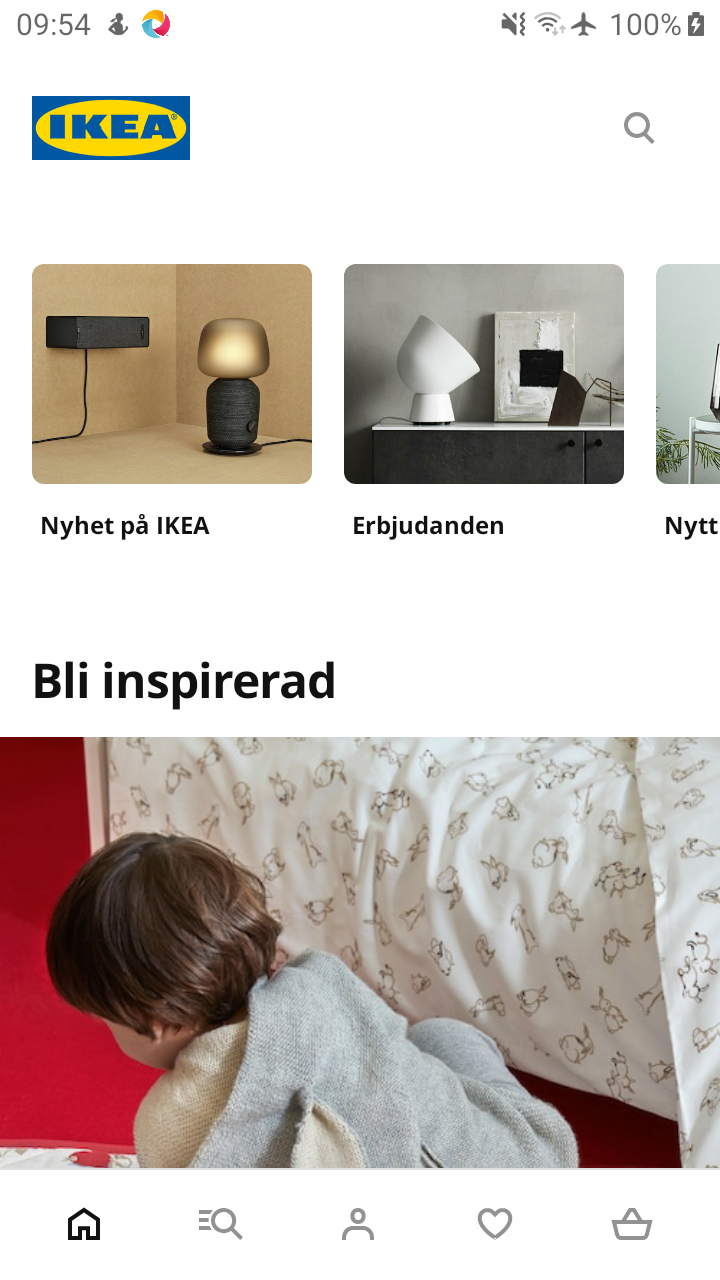 09:54
100%
IKEA
Nyhet på IKEA
Erbjudanden
Nytt
Bli inspirerad